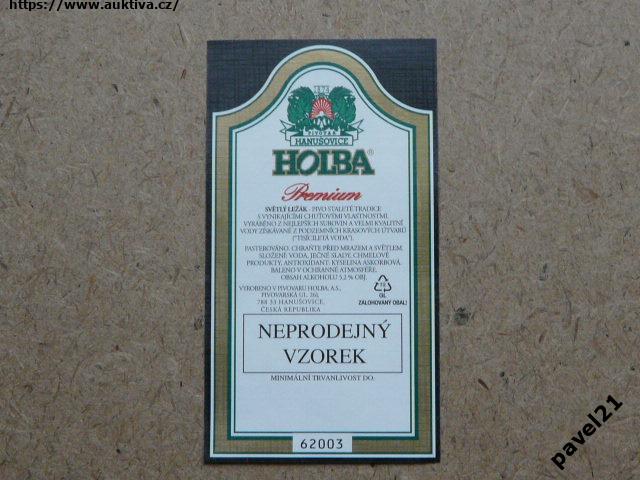 https://www.auktiva.cz/
1874
PIVOVAR
HANUŠOVICE
HOLBA®
Premium
SVĚTLÝ LEŽÁK - PIVO STALETÉ TRADICE
S VYNIKAJÍCÍMI CHUŤOVÝMI VLASTNOSTMI.
VYRÁBĚNO Z NEJLEPŠÍCH SUROVIN A VELMI KVALITNÍ
VODY ZÍSKÁVANÉ Z PODZEMNÍCH KRASOVÝCH ÚTVARŮ
("TISÍCILETÁ VODA").
PASTEROVÁNO. CHRAŇTE PŘED MRAZEM A SVĚTLEM.
SLOŽENÍ: VODA, JEČNÉ SLADY, CHMELOVÉ
PRODUKTY, ANTIOXIDANT: KYSELINA ASKORBOVÁ,
BALENO V OCHRANNÉ ATMOSFÉŘE.
OBSAH ALKOHOLU 5,2 % OBJ.
VYROBENO V PIVOVARU HOLBA, A.S.,
PIVOVARSKÁ UL. 261,
788 33 HANUŠOVICE,
ČESKÁ REPUBLIKA
GL
ZÁLOHOVANÝ OBAL!
NEPRODEJNÝ
VZOREK
MINIMÁLNÍ TRVANLIVOST DO:
62003
pavel21